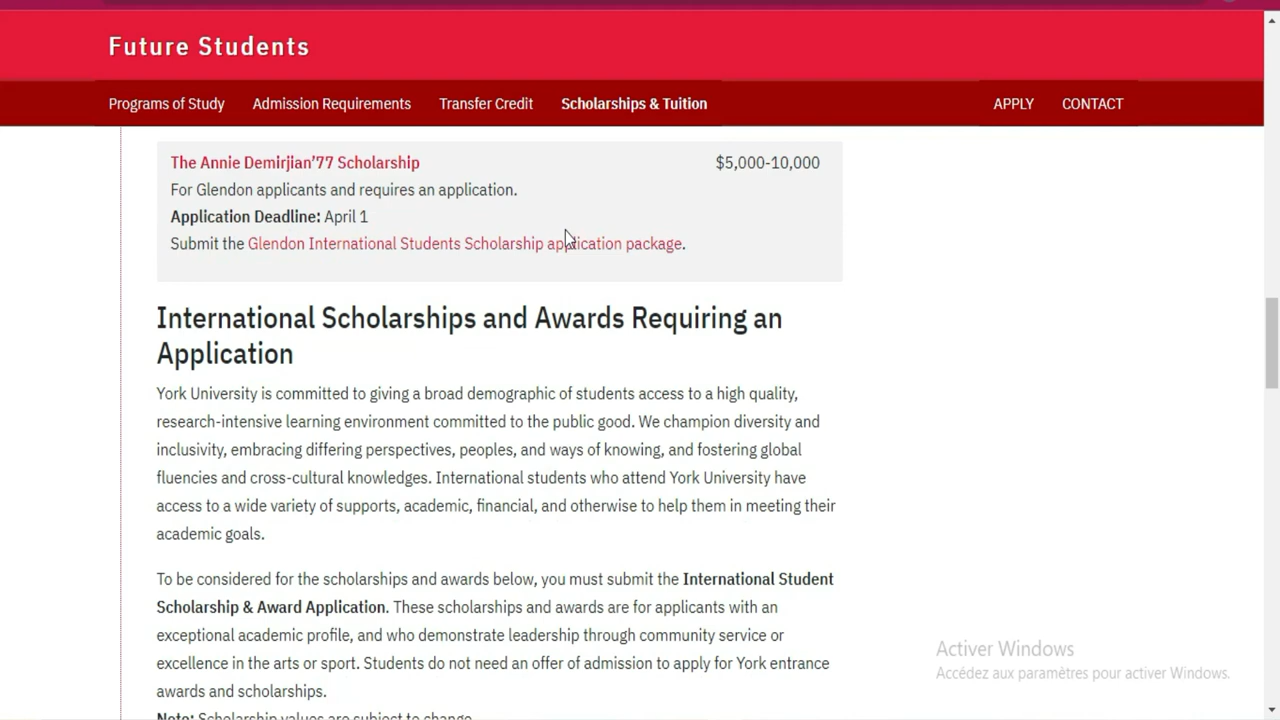 Future Students
Programs of Study Admission Requirements Transfer Credit Scholarships & Tuition APPLY CONTACT
The Annie Demirjian’77 Scholarship $5,000-10,000
For Glendon applicants and requires an application.
Application Deadline: April 1
Submit the Glendon International Students Scholarship application package.
International Scholarships and Awards Requiring an
Application
York University is committed to giving a broad demographic of students access to a high quality,
research-intensive learning environment committed to the public good. We champion diversity and
inclusivity, embracing differing perspectives, peoples, and ways of knowing, and fostering global
fluencies and cross-cultural knowledges. International students who attend York University have
access to a wide variety of supports, academic, financial, and otherwise to help them in meeting their
academic goals.
To be considered for the scholarships and awards below, you must submit the International Student
Scholarship & Award Application. These scholarships and awards are for applicants with an
exceptional academic profile, and who demonstrate leadership through community service or
excellence in the arts or sport. Students do not need an offer of admission to apply for York entrance
awards and scholarships.
Note: Scholarship values are subject to change.
Activer Windows
Accédez aux paramètres pour activer Windows.